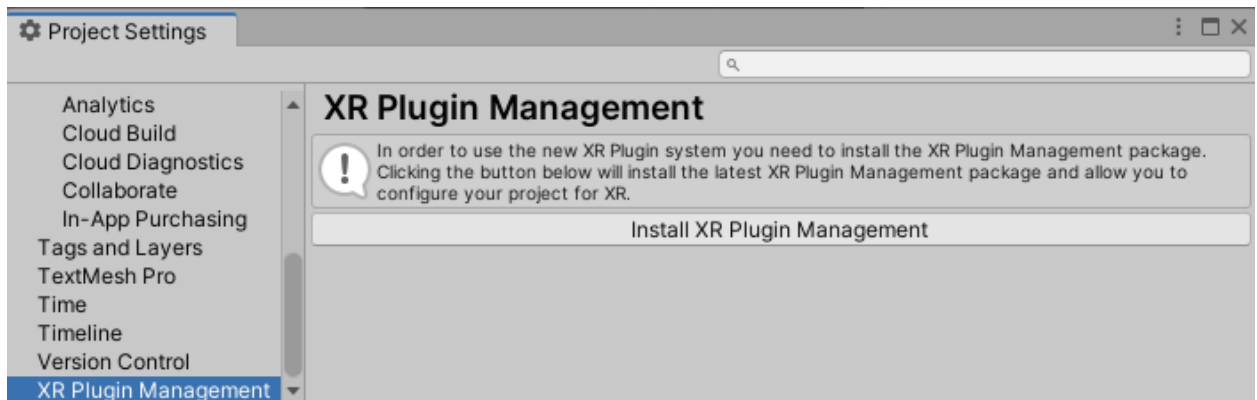 Project Settings
Analytics
Cloud Build
Cloud Diagnostics
Collaborate
In-App Purchasing
Tags and Layers
TextMesh Pro
Time
Timeline
Version Control
XR Plugin Management
XR Plugin Management
In order to use the new XR Plugin system you need to install the XR Plugin Management package.
Clicking the button below will install the latest XR Plugin Management package and allow you to
configure your project for XR.
Install XR Plugin Management